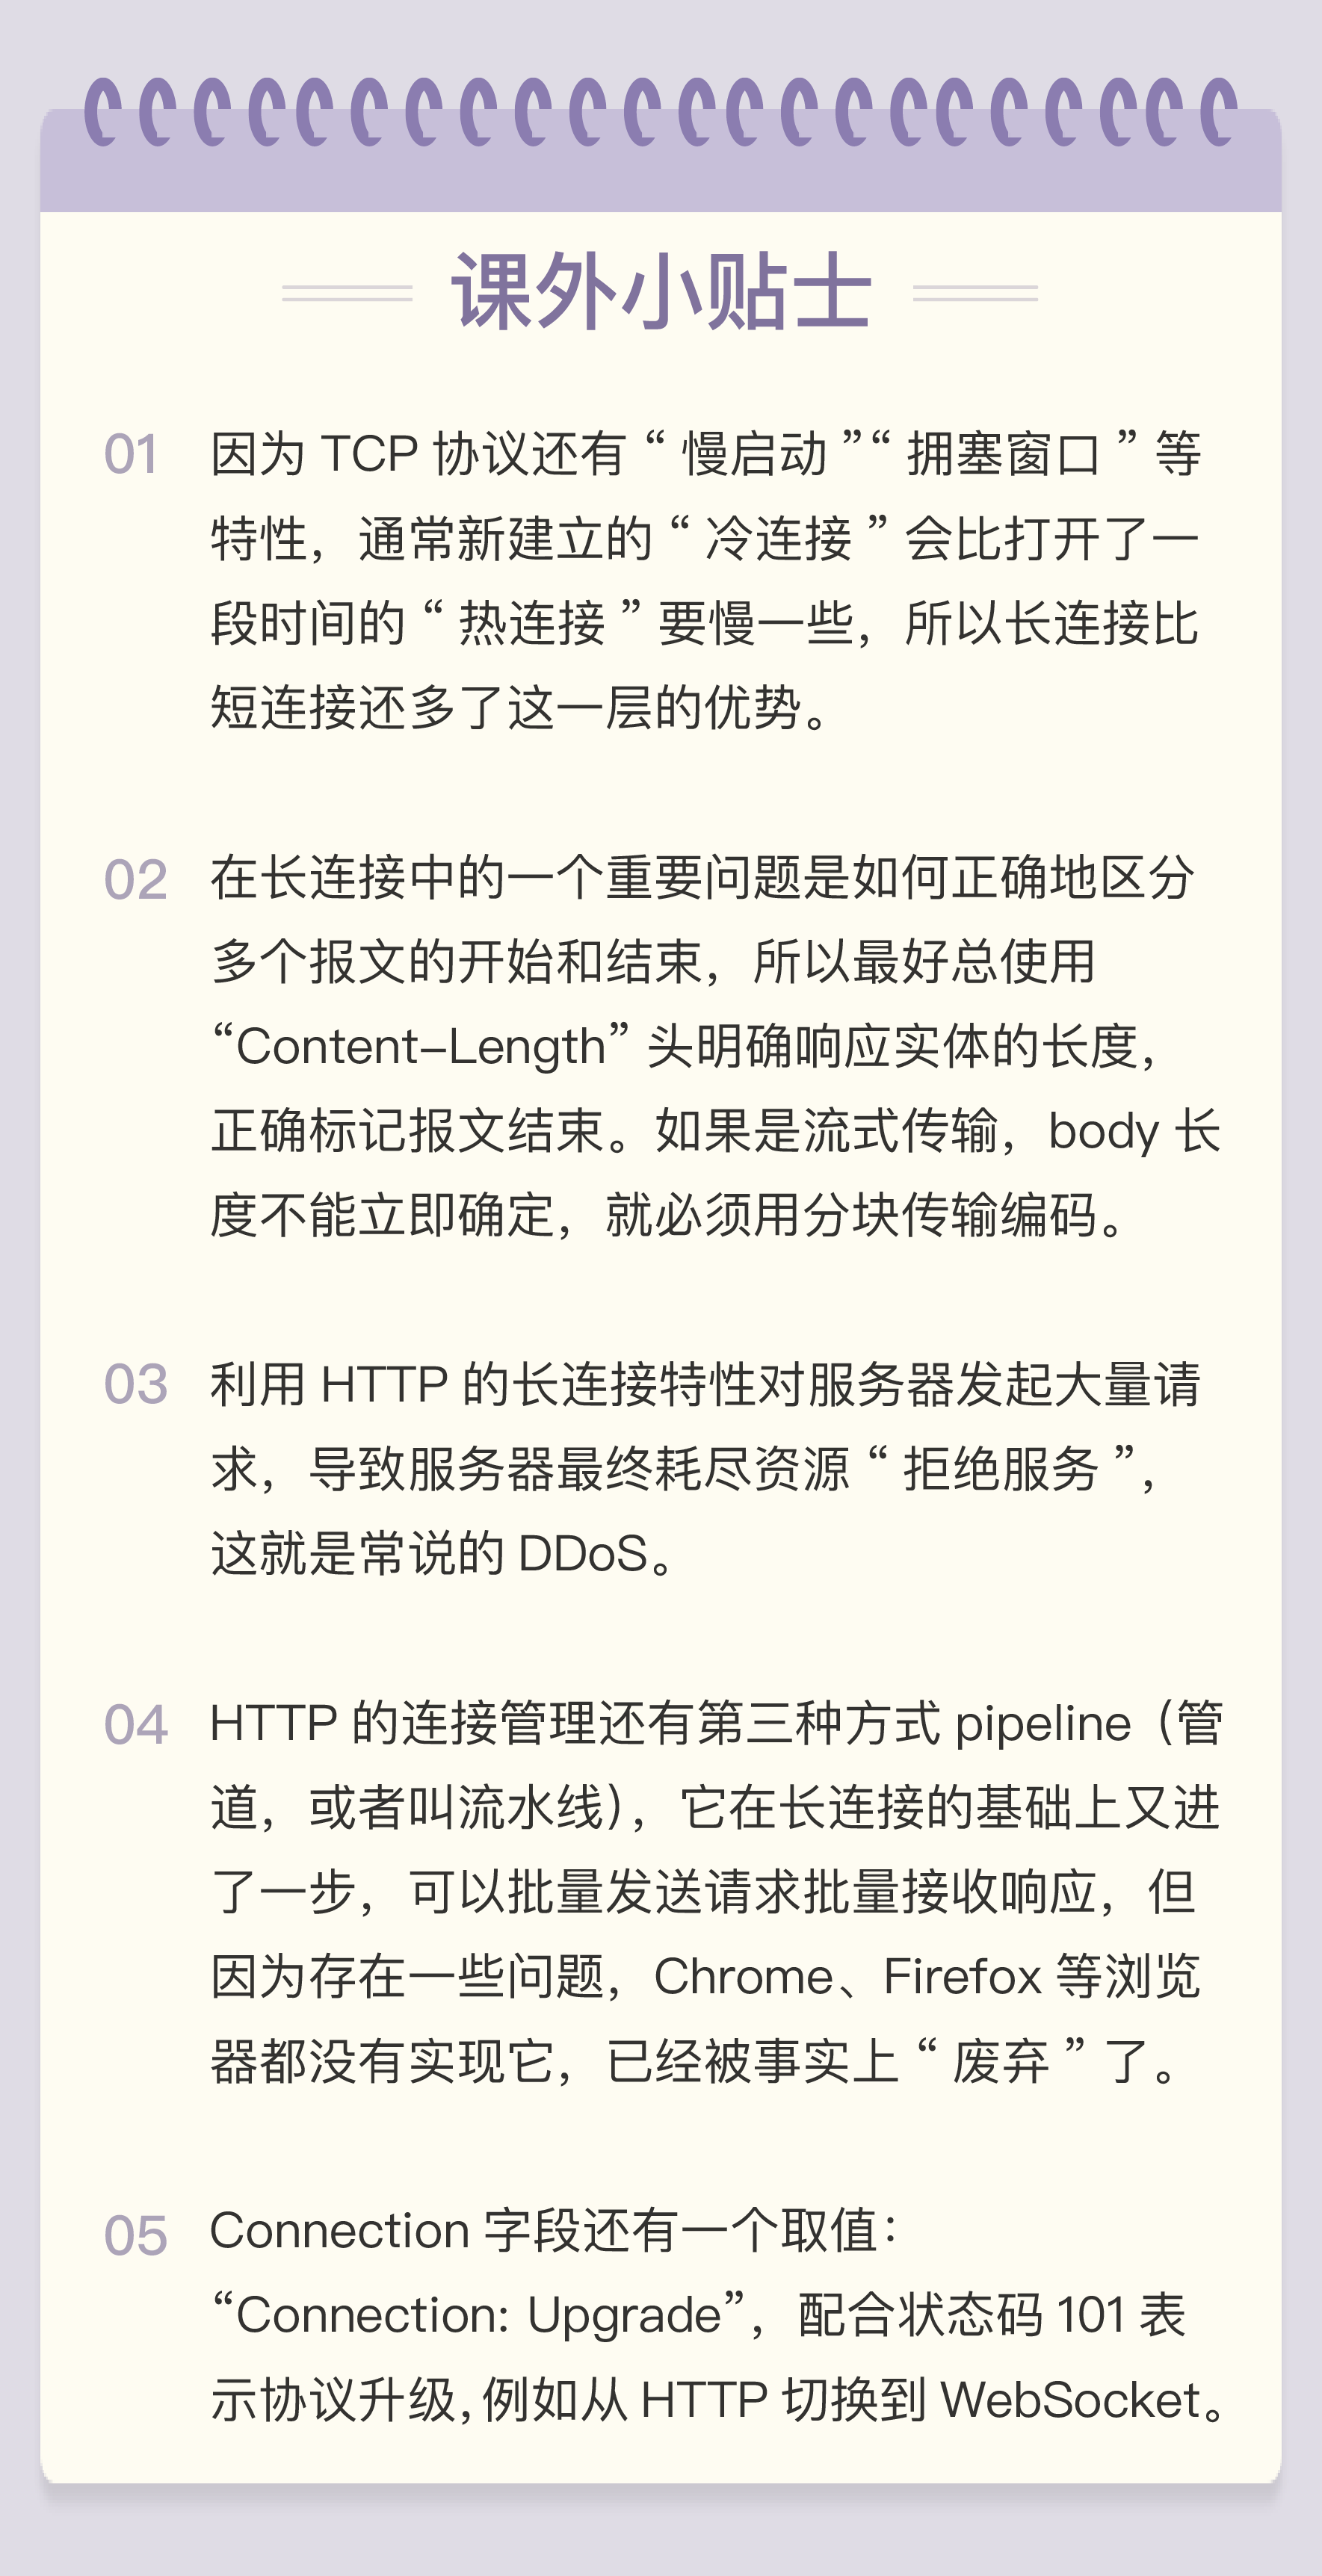 课外小贴士
01 因为 TCP 协议还有 “ 慢启动 ”“ 拥塞窗口 ” 等
特性，通常新建立的 “ 冷连接 ” 会比打开了一
段时间的 “ 热连接 ” 要慢一些，所以长连接比
短连接还多了这一层的优势。
02 在长连接中的一个重要问题是如何正确地区分
多个报文的开始和结束，所以最好总使用
“Content-Length” 头明确响应实体的长度，
正确标记报文结束。如果是流式传输，body 长
度不能立即确定，就必须用分块传输编码。
03 利用 HTTP 的长连接特性对服务器发起大量请
求，导致服务器最终耗尽资源 “ 拒绝服务 ”，
这就是常说的 DDoS。
04 HTTP 的连接管理还有第三种方式 pipeline（管
道，或者叫流水线），它在长连接的基础上又进
了一步，可以批量发送请求批量接收响应，但
因为存在一些问题，Chrome、Firefox 等浏览
器都没有实现它，已经被事实上 “ 废弃 ” 了。
05 Connection 字段还有一个取值：
“Connection: Upgrade”，配合状态码 101 表
示协议升级，例如从 HTTP 切换到 WebSocket。